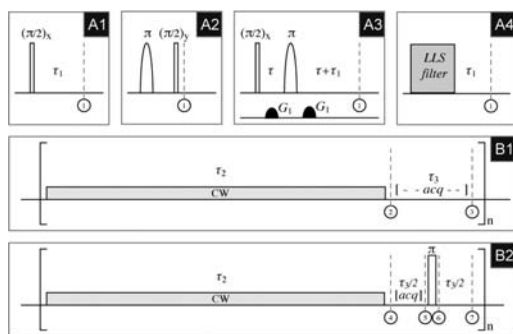 A1
(π/2)x
τ1
1
A2
π (π/2)y
1
A3
(π/2)x π
τ τ+τ1
G1 G1
1
A4
LLS
filter
τ1
1
B1
τ2 τ3
[- - acq - -]
CW
2 3
n
B2
π
τ2 τ3/2 τ3/2
[acq]
CW
4 5 6 7
n